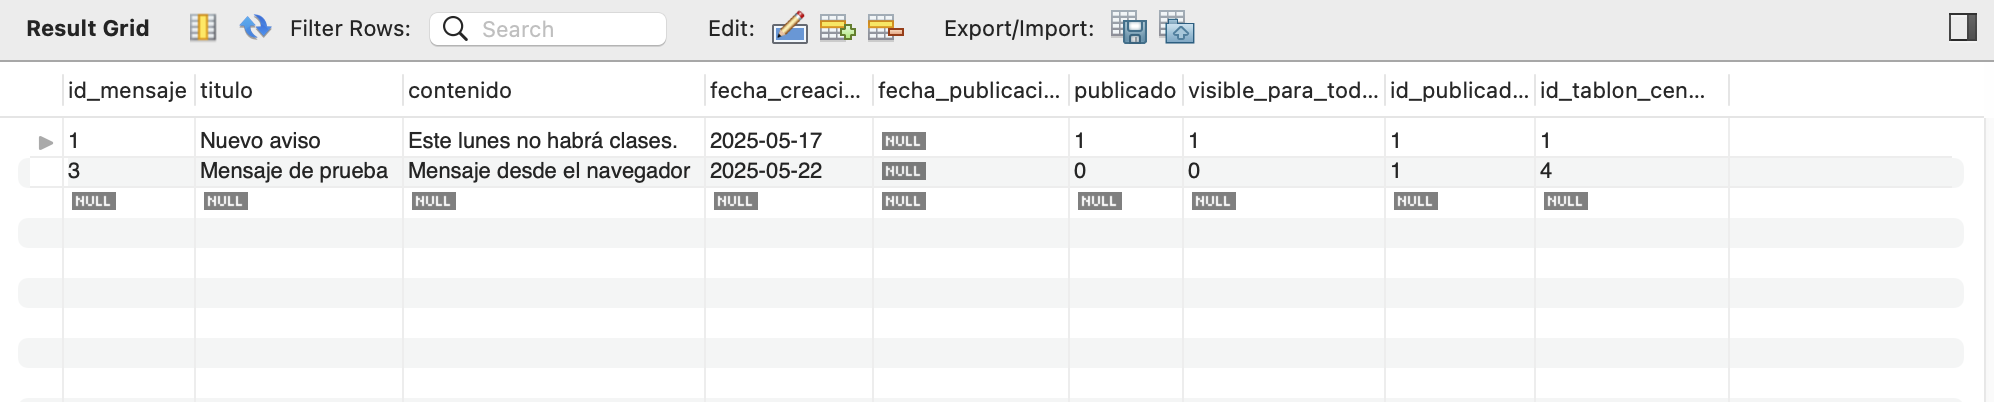 Result Grid Filter Rows: Search Edit: Export/Import:
id_mensaje titulo contenido fecha_creaci... fecha_publicaci... publicado visible_para_tod... id_publicad... id_tablon_cen...
1 Nuevo aviso Este lunes no habrá clases. 2025-05-17 NULL 1 1 1 1
3 Mensaje de prueba Mensaje desde el navegador 2025-05-22 NULL 0 0 1 4
NULL NULL NULL NULL NULL NULL NULL NULL NULL